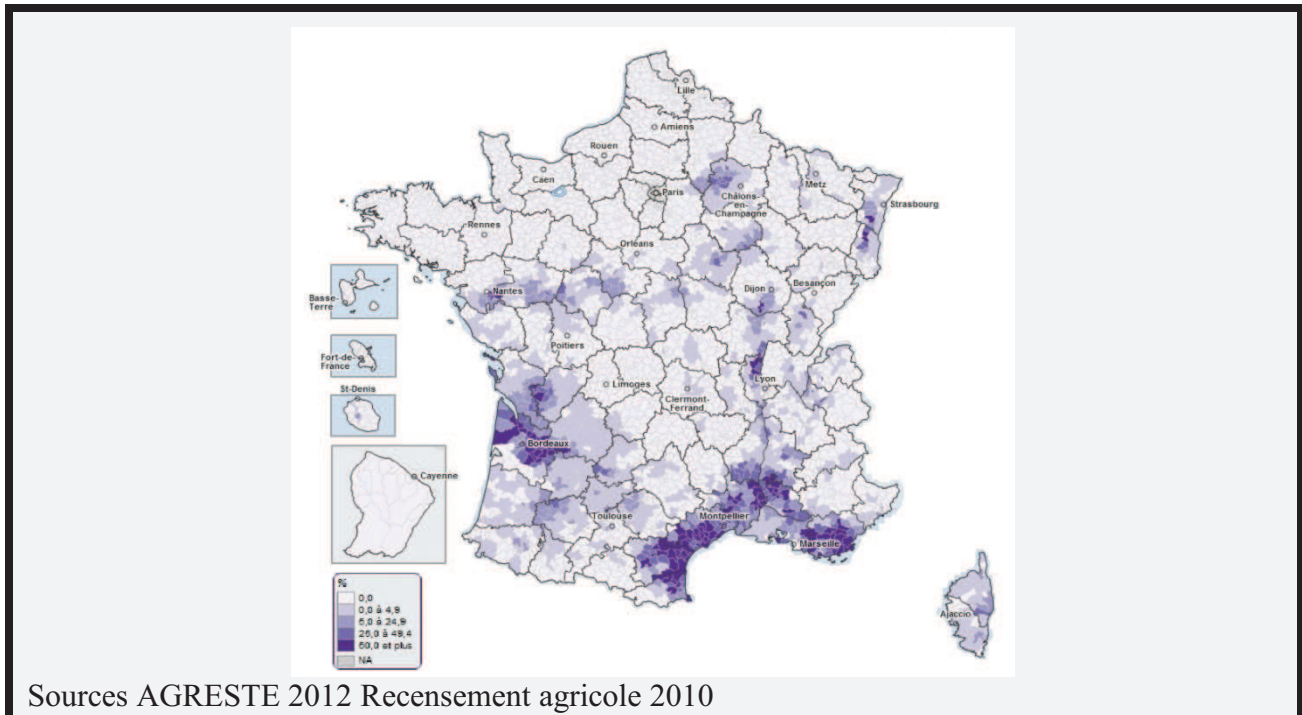 Lille
Amiens
Rouen
Caen
Paris
Metz
Châlons-
en-
Champagne
Strasbourg
Rennes
Orléans
Basse-
Terre
Nantes
Dijon
Besançon
Poitiers
Fort-de-
France
St-Denis
Limoges
Clermont-
Ferrand
Lyon
Bordeaux
Cayenne
Toulouse
Montpellier
Marseille
Ajaccio
%
0,0
0,0 à 4,9
5,0 à 24,9
25,0 à 49,4
50,0 et plus
NA
Sources AGRESTE 2012 Recensement agricole 2010